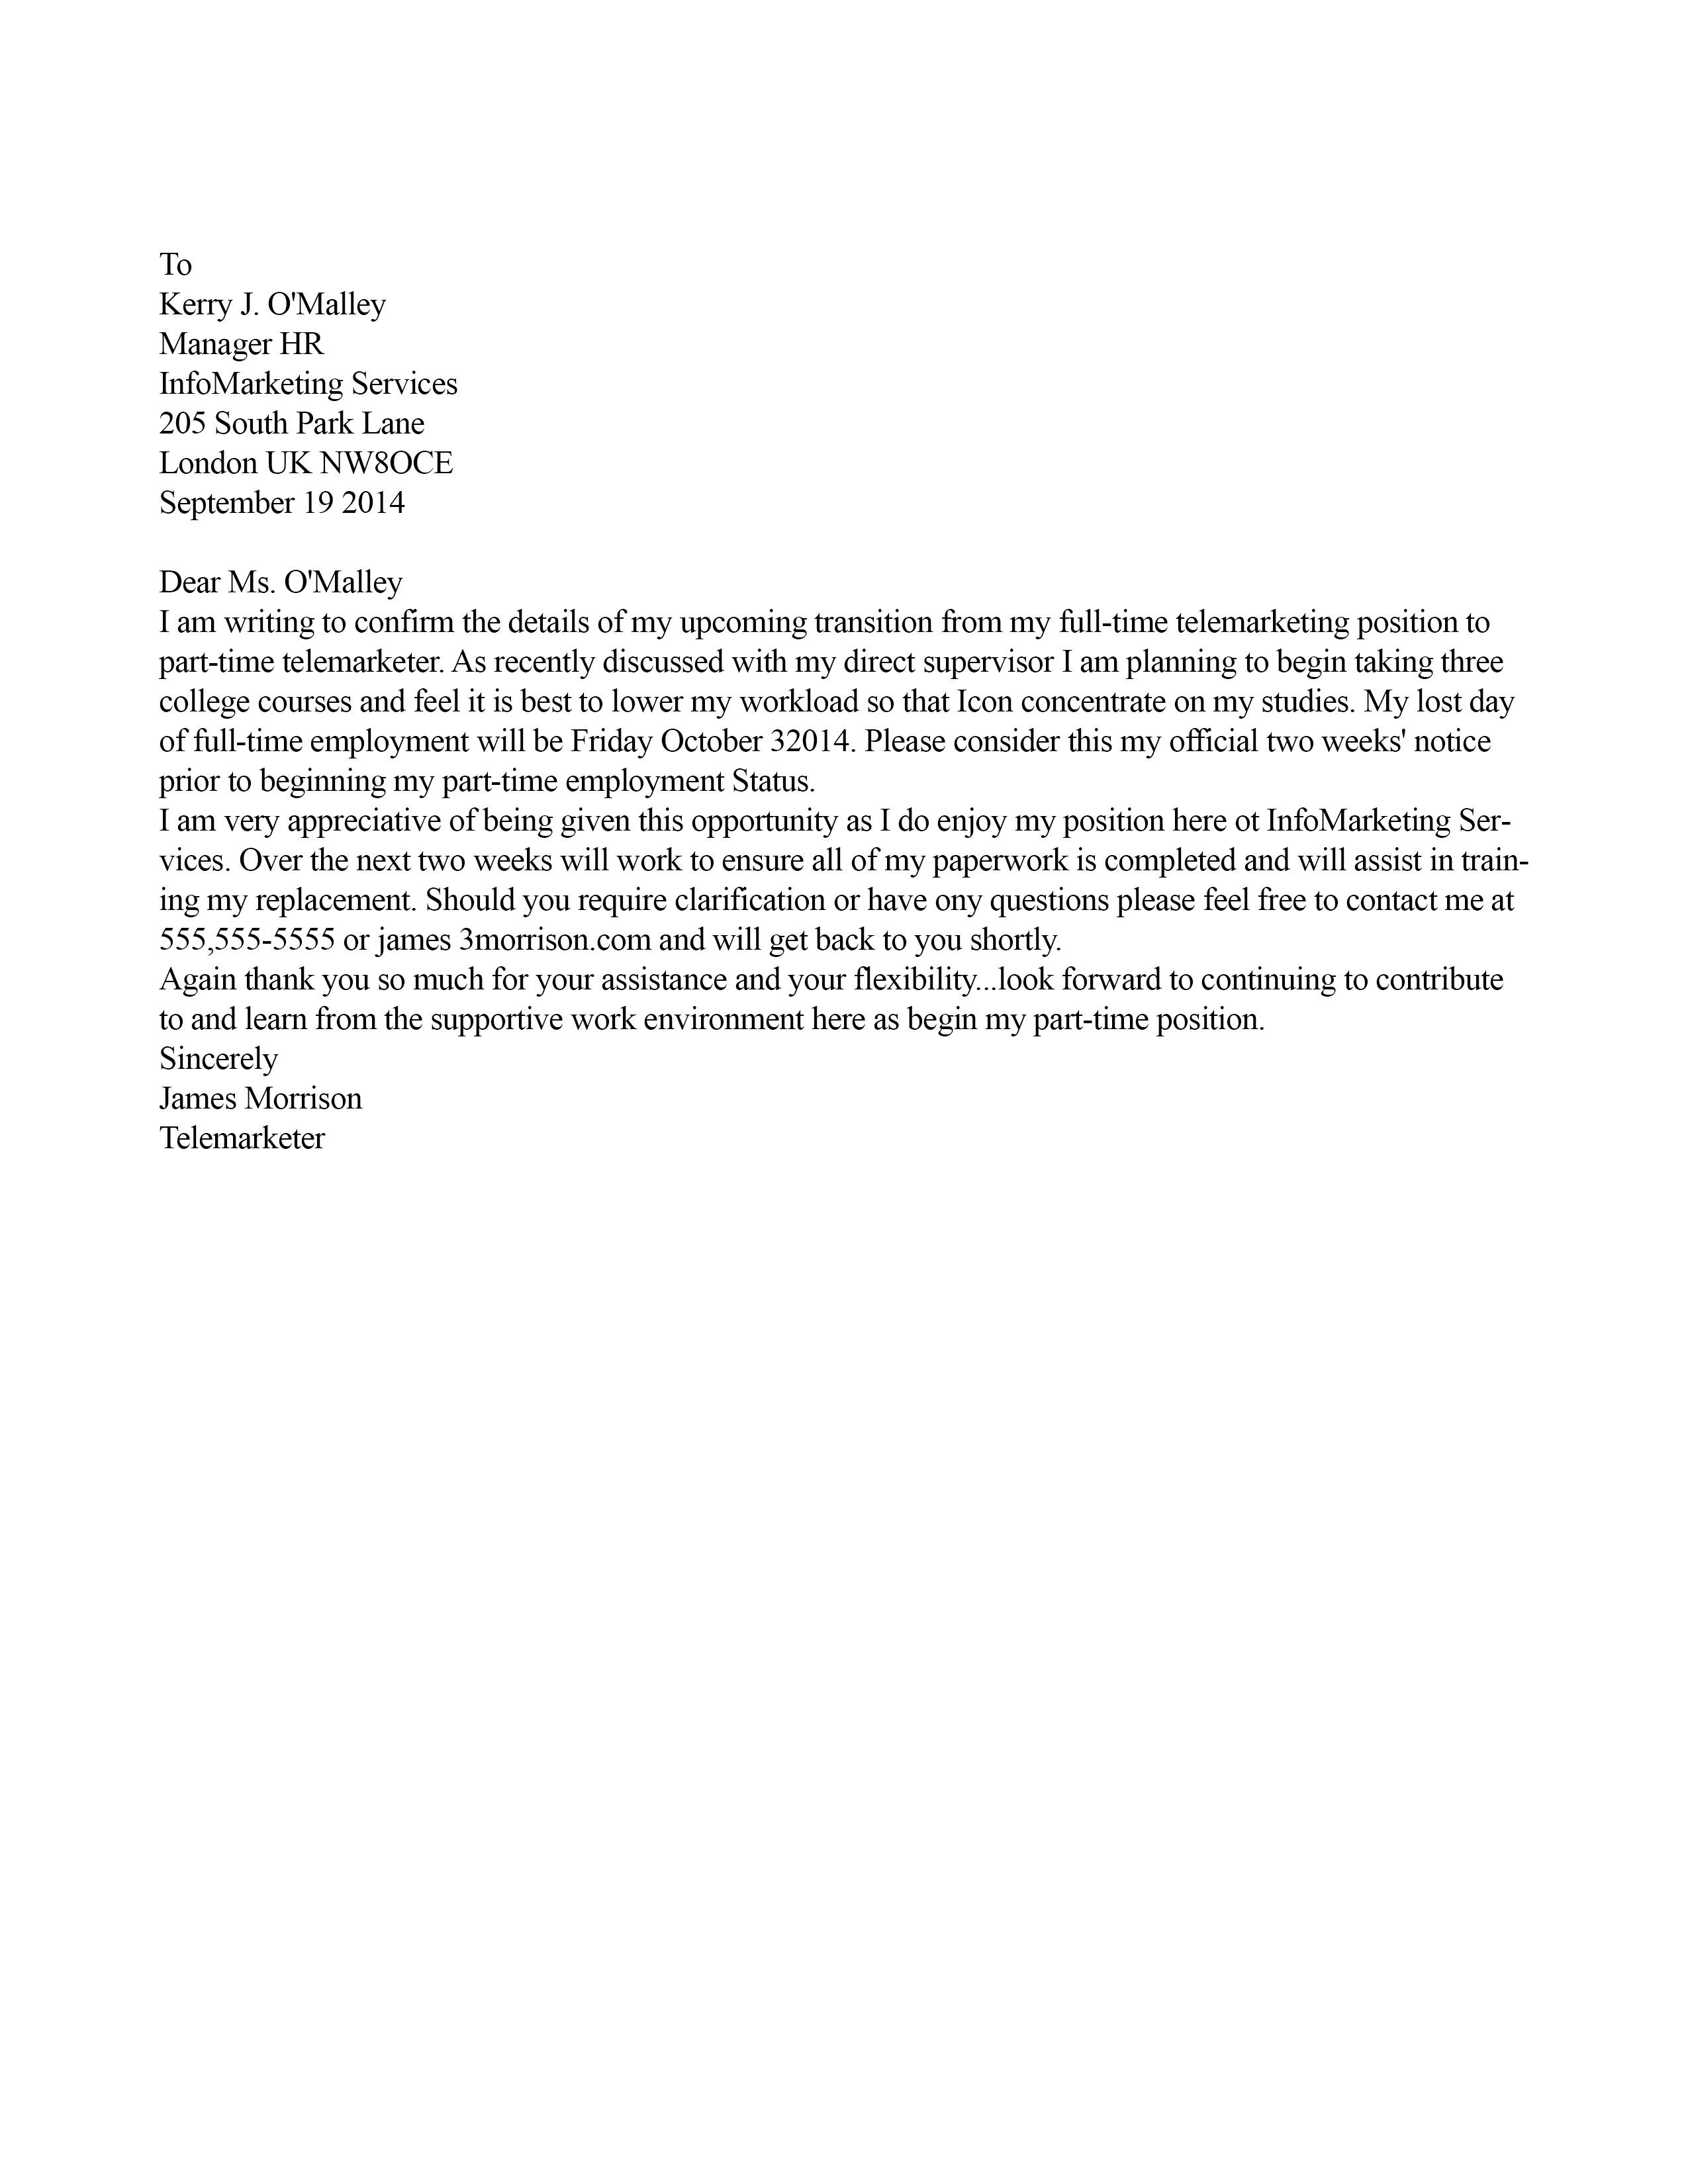 To
Kerry J. O'Malley
Manager HR
InfoMarketing Services
205 South Park Lane
London UK NW8OCE
September 19 2014
Dear Ms. O'Malley
I am writing to confirm the details of my upcoming transition from my full-time telemarketing position to
part-time telemarketer. As recently discussed with my direct supervisor I am planning to begin taking three
college courses and feel it is best to lower my workload so that Icon concentrate on my studies. My lost day
of full-time employment will be Friday October 32014. Please consider this my official two weeks' notice
prior to beginning my part-time employment Status.
I am very appreciative of being given this opportunity as I do enjoy my position here ot InfoMarketing Ser-
vices. Over the next two weeks will work to ensure all of my paperwork is completed and will assist in train-
ing my replacement. Should you require clarification or have ony questions please feel free to contact me at
555,555-5555 or james 3morrison.com and will get back to you shortly.
Again thank you so much for your assistance and your flexibility...look forward to continuing to contribute
to and learn from the supportive work environment here as begin my part-time position.
Sincerely
James Morrison
Telemarketer